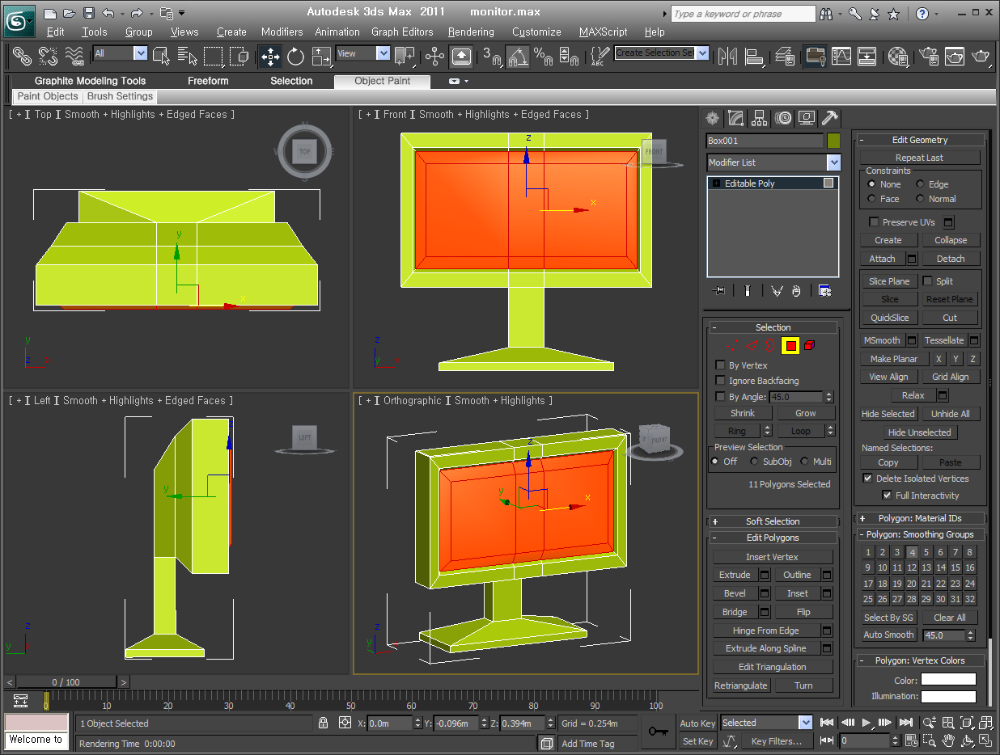 Autodesk 3ds Max 2011 monitor.max
Type a keyword or phrase
Edit Tools Group Views Create Modifiers Animation Graph Editors Rendering Customize MAXScript Help
All View 3 % ABC Create Selection Se
Graphite Modeling Tools Freeform Selection Object Paint
Paint Objects Brush Settings
[ + ] Top ] Smooth + Highlights + Edged Faces ]
N
TOP
y
x
y
z
[ + ] Front ] Smooth + Highlights + Edged Faces ]
FRONT
z
x
z
y
[ + ] Left ] Smooth + Highlights + Edged Faces ]
LEFT
y
z
y
[ + ] Orthographic ] Smooth + Highlights ]
FRONT
z
y
x
z
y
Box001
Modifier List
Editable Poly
- Selection
By Vertex
Ignore Backfacing
By Angle: 45.0
Shrink Grow
Ring Loop
Preview Selection
Off SubObj Multi
11 Polygons Selected
+ Soft Selection
- Edit Polygons
Insert Vertex
Extrude Outline
Bevel Inset
Bridge Flip
Hinge From Edge
Extrude Along Spline
Edit Triangulation
Retriangulate Turn
- Edit Geometry
Repeat Last
Constraints
None Edge
Face Normal
Preserve UVs
Create Collapse
Attach Detach
Slice Plane Split
Slice Reset Plane
QuickSlice Cut
MSmooth Tessellate
Make Planar X Y Z
View Align Grid Align
Relax
Hide Selected Unhide All
Hide Unselected
Named Selections:
Copy Paste
Delete Isolated Vertices
Full Interactivity
+ Polygon: Material IDs
- Polygon: Smoothing Groups
1 2 3 4 5 6 7 8
9 10 11 12 13 14 15 16
17 18 19 20 21 22 23 24
25 26 27 28 29 30 31 32
Select By SG Clear All
Auto Smooth 45.0
- Polygon: Vertex Colors
Color:
Illumination:
< 0 / 100 >
0 10 20 30 40 50 60 70 80 90 100
1 Object Selected X: 0.0m Y: -0.096m Z: 0.394m Grid = 0.254m Auto Key Selected
Welcome to
Rendering Time 0:00:00 Add Time Tag Set Key Key Filters... 0